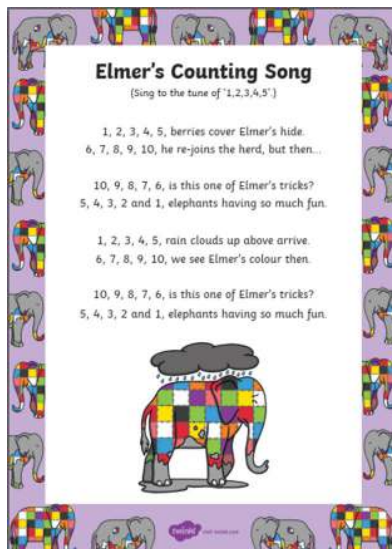 Elmer's Counting Song
(Sing to the tune of '1,2,3,4,5'.)
1, 2, 3, 4, 5, berries cover Elmer's hide.
6, 7, 8, 9, 10, he re-joins the herd, but then...
10, 9, 8, 7, 6, is this one of Elmer's tricks?
5, 4, 3, 2 and 1, elephants having so much fun.
1, 2, 3, 4, 5, rain clouds up above arrive.
6, 7, 8, 9, 10, we see Elmer's colour then.
10, 9, 8, 7, 6, is this one of Elmer's tricks?
5, 4, 3, 2 and 1, elephants having so much fun.
twinkl visit twinkl.com